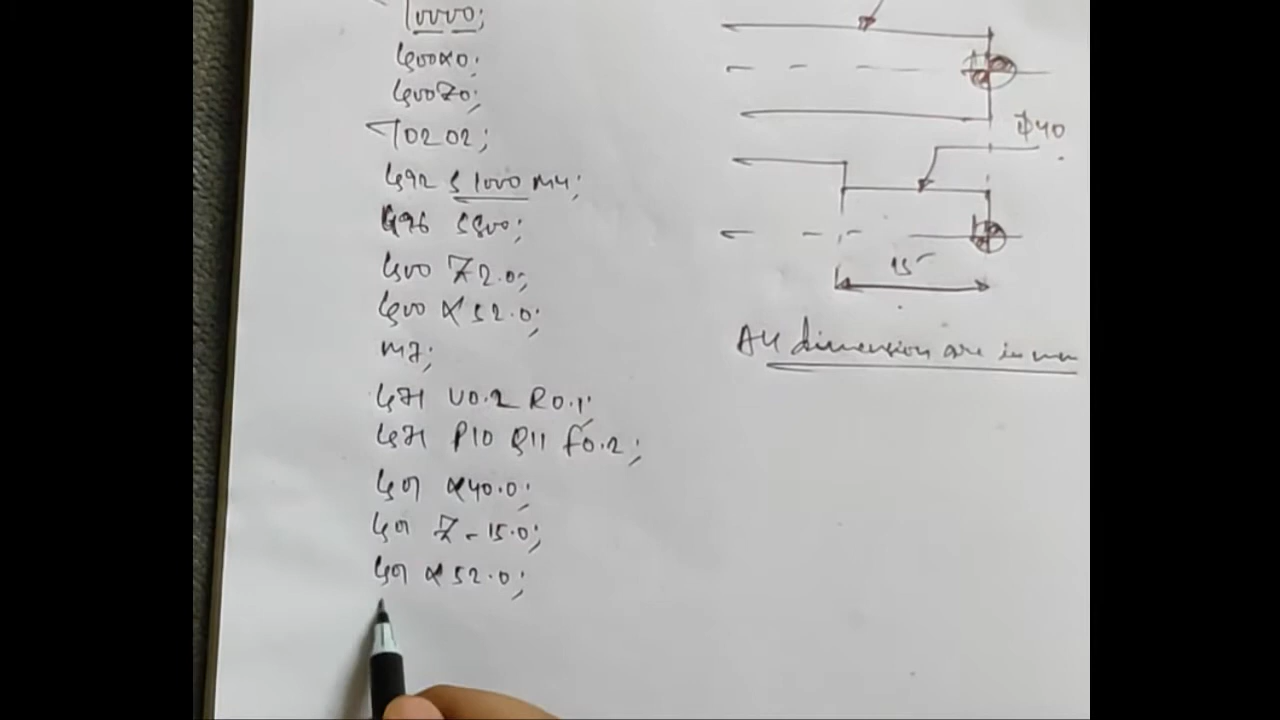 T0000;
G00X0;
G00Z0;
T0202;
G92 S1000 M4;
G96 S800;
G00 Z2.0;
G00 X52.0;
M7;
G71 U0.2 R0.1;
G71 P10 Q11 F0.2;
G01 X40.0;
G01 Z-15.0;
G01 X52.0;
Φ40
15
All dimension are in mm